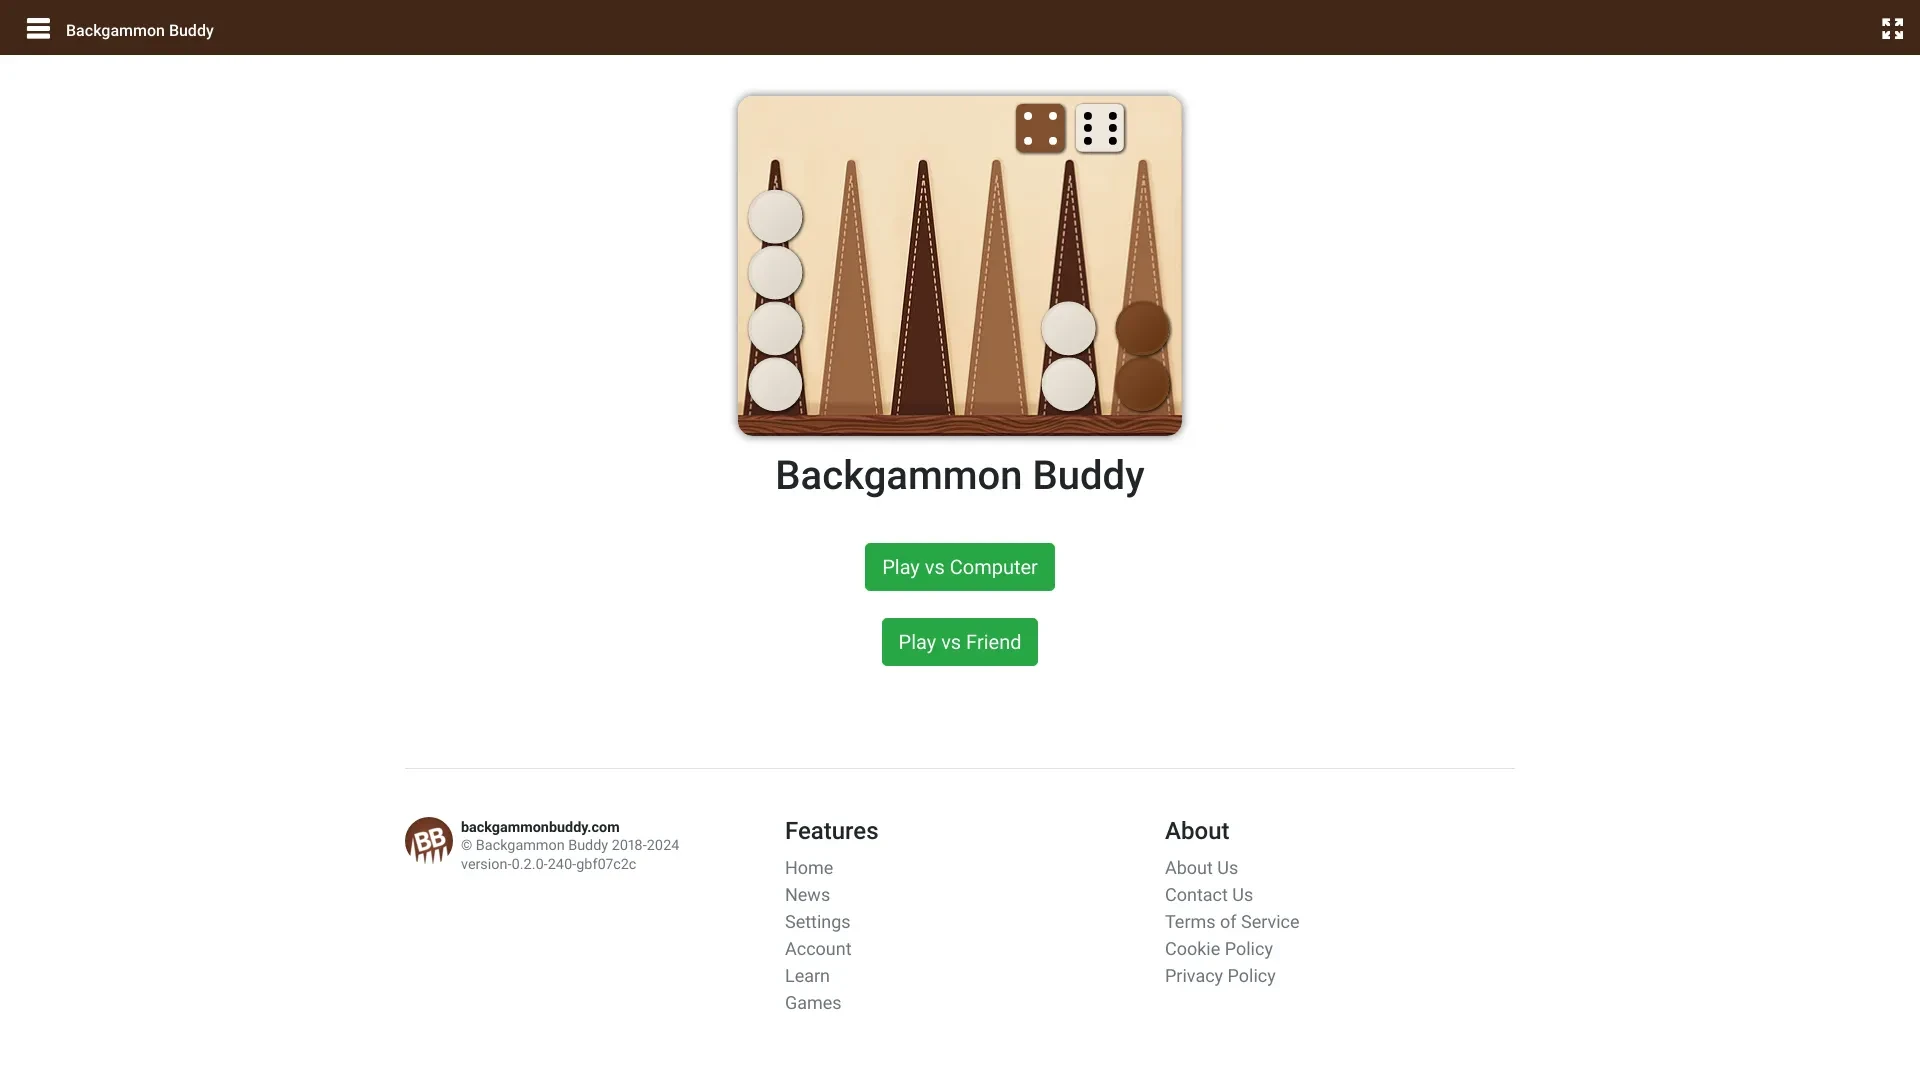 Backgammon Buddy
Backgammon Buddy
Play vs Computer
Play vs Friend
BB
backgammonbuddy.com
© Backgammon Buddy 2018-2024
version-0.2.0-240-gbf07c2c
Features
Home
News
Settings
Account
Learn
Games
About
About Us
Contact Us
Terms of Service
Cookie Policy
Privacy Policy